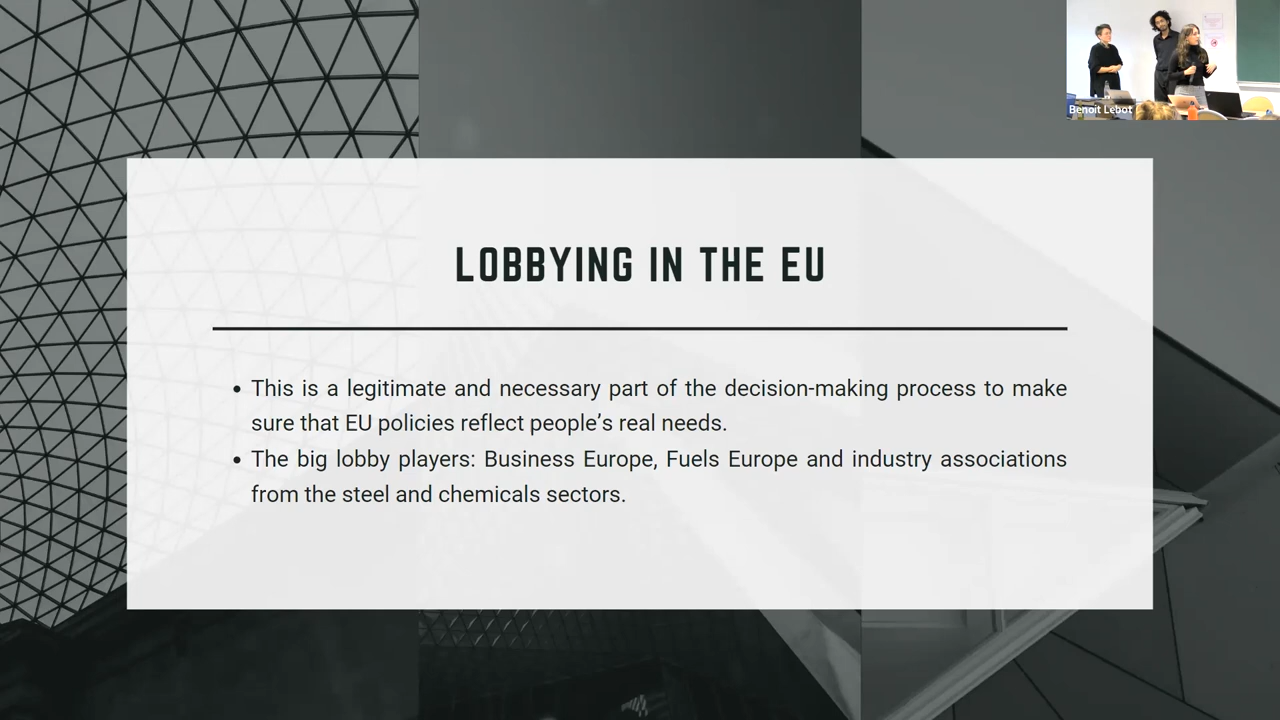 Benoit Lebot
LOBBYING IN THE EU
• This is a legitimate and necessary part of the decision-making process to make
sure that EU policies reflect people’s real needs.
• The big lobby players: Business Europe, Fuels Europe and industry associations
from the steel and chemicals sectors.